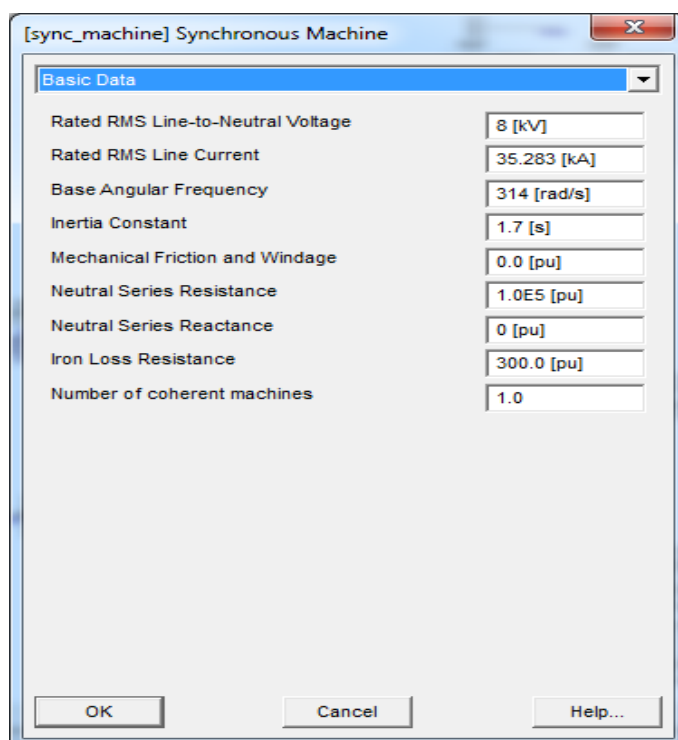 [sync_machine] Synchronous Machine
Basic Data
Rated RMS Line-to-Neutral Voltage 8 [kV]
Rated RMS Line Current 35.283 [kA]
Base Angular Frequency 314 [rad/s]
Inertia Constant 1.7 [s]
Mechanical Friction and Windage 0.0 [pu]
Neutral Series Resistance 1.0E5 [pu]
Neutral Series Reactance 0 [pu]
Iron Loss Resistance 300.0 [pu]
Number of coherent machines 1.0
OK Cancel Help...